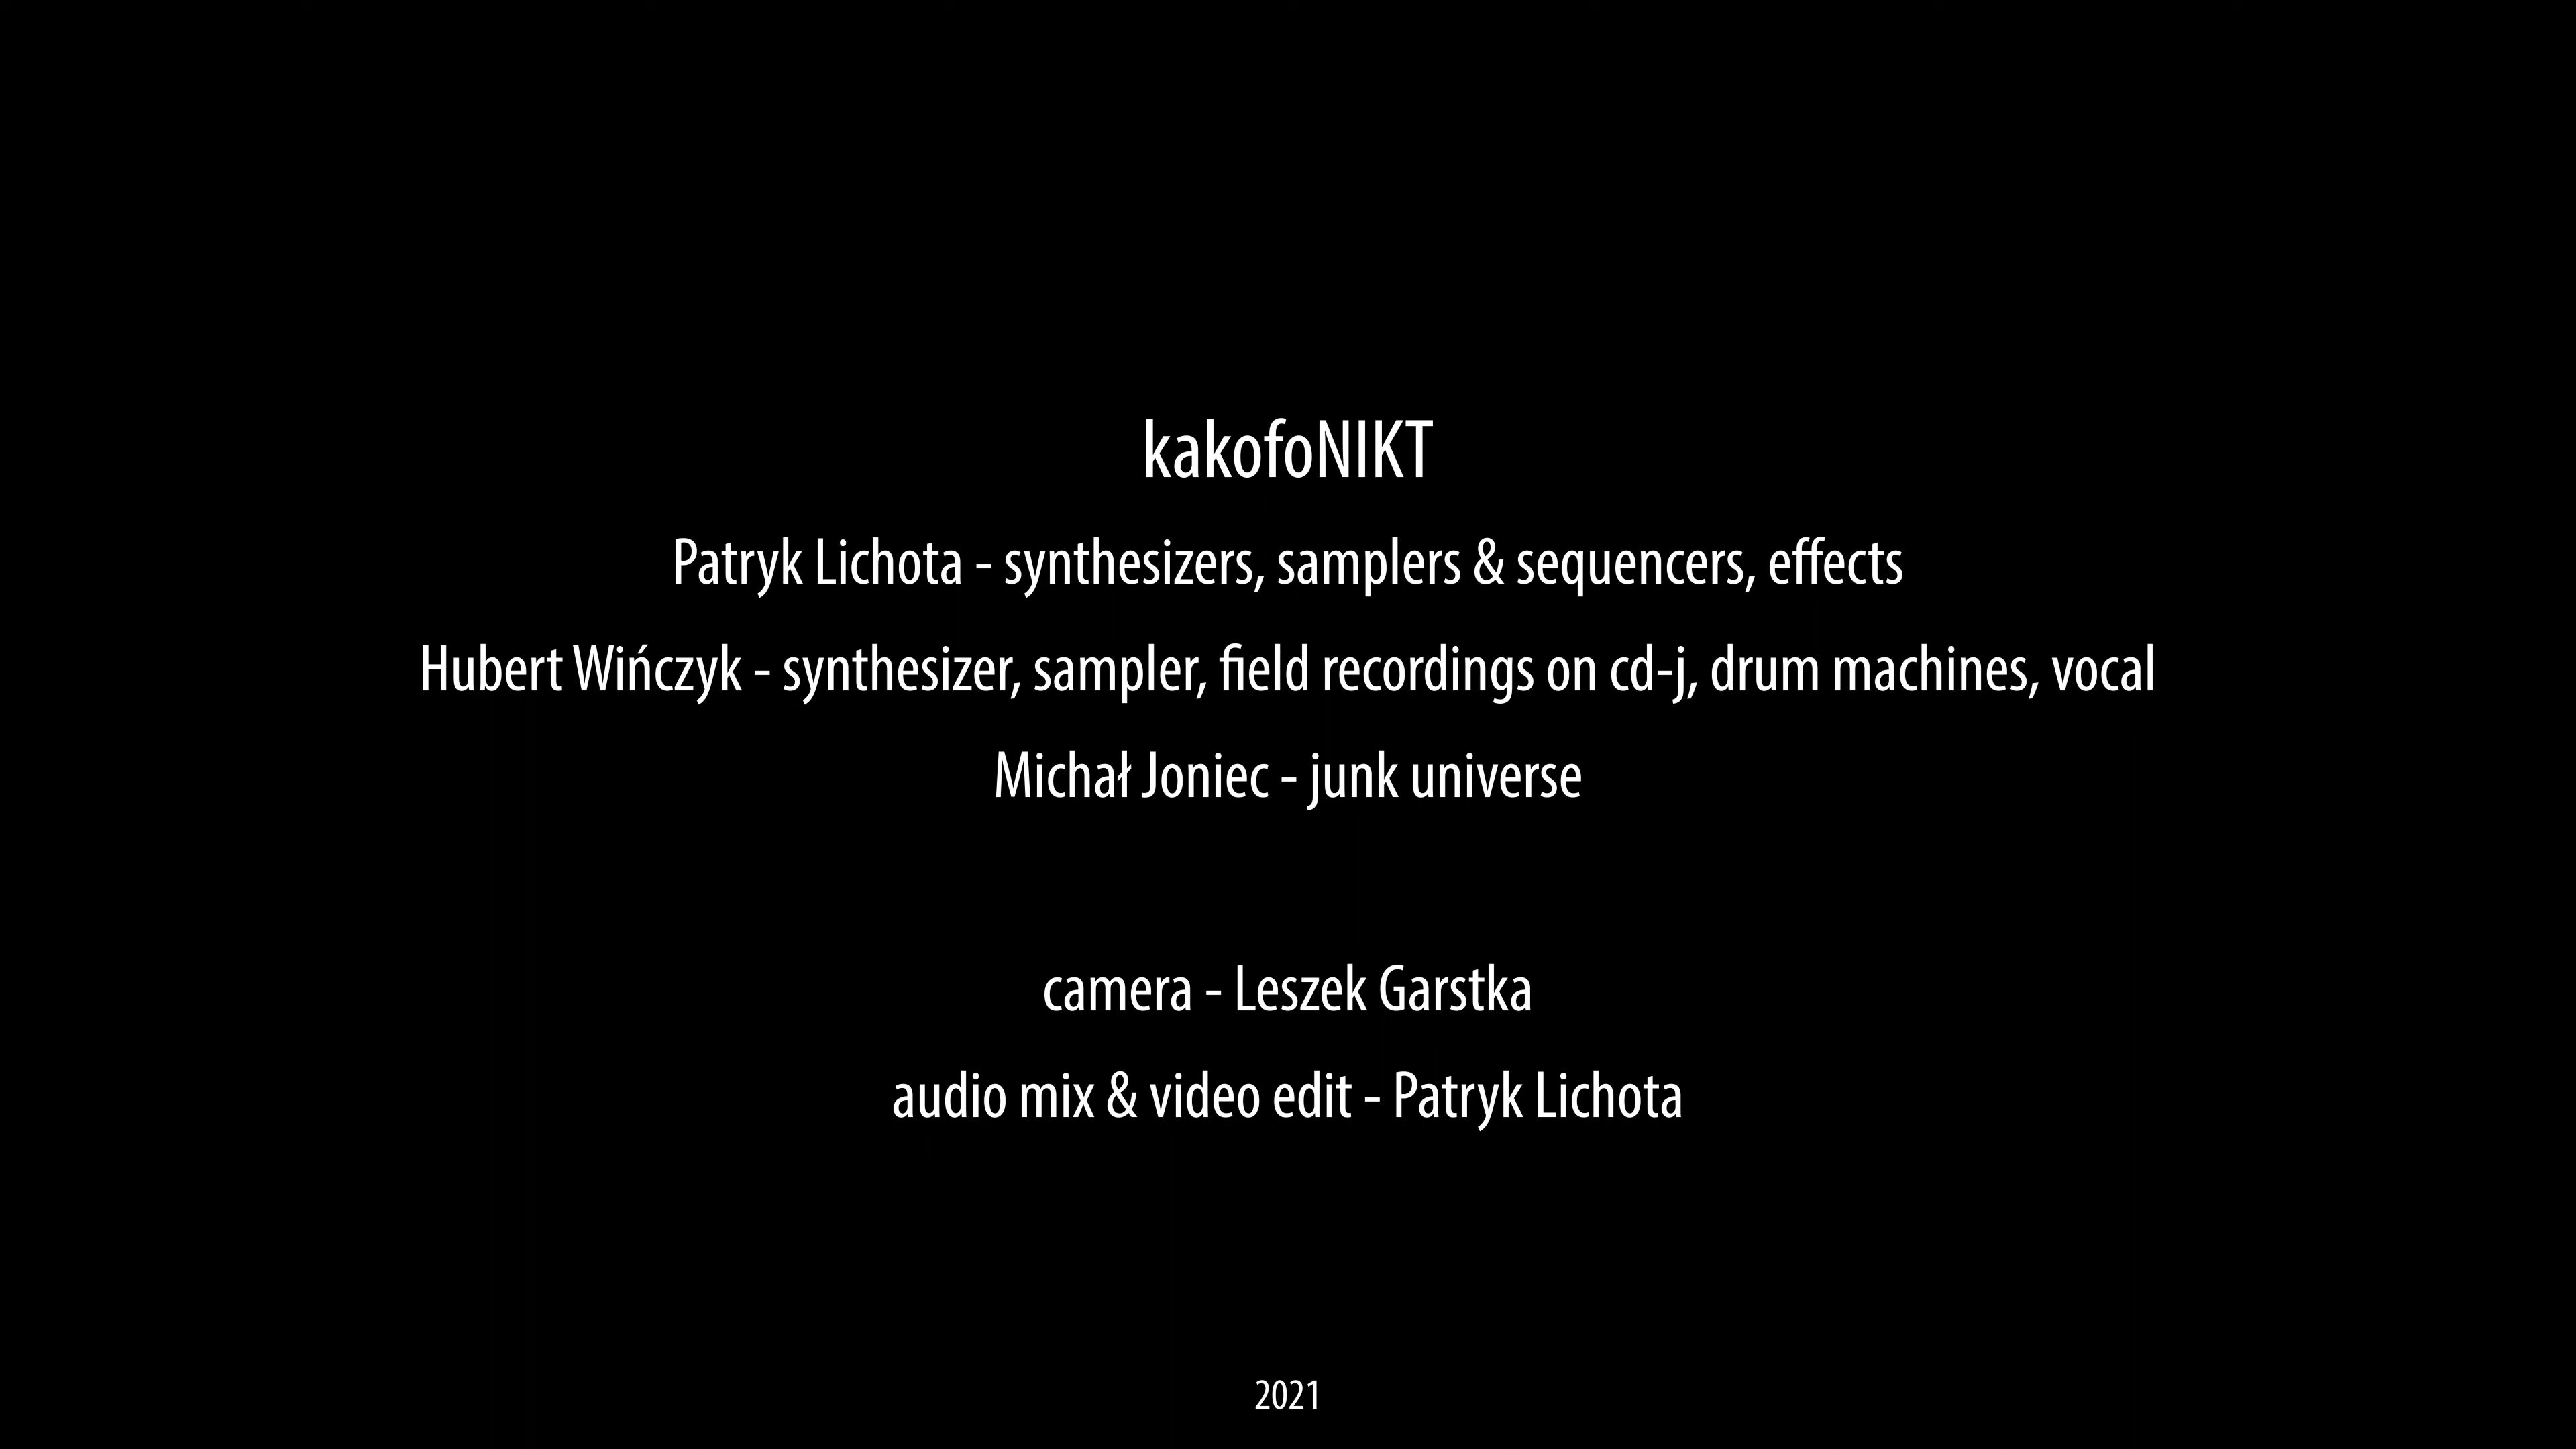 kakofoNIKT
Patryk Lichota - synthesizers, samplers & sequencers, effects
Hubert Wińczyk - synthesizer, sampler, field recordings on cd-j, drum machines, vocal
Michał Joniec - junk universe
camera - Leszek Garstka
audio mix & video edit - Patryk Lichota
2021